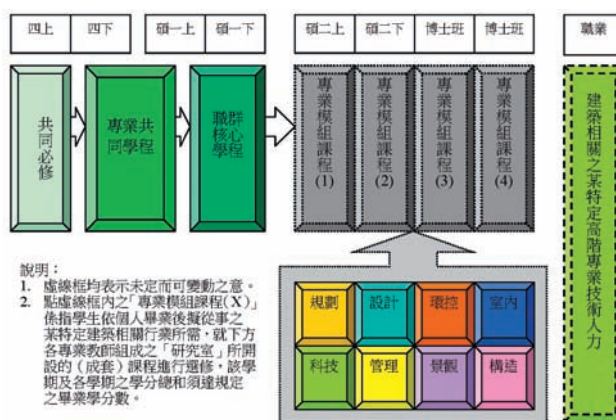 四上 四下 碩一上 碩一下 碩二上 碩二下 博士班 博士班 職業
共同必修
專業共同學程
職群核心學程
專業模組課程(1)
專業模組課程(2)
專業模組課程(3)
專業模組課程(4)
建築相關之某特定高階專業技術人力
規劃 設計 環控 室內
科技 管理 景觀 構造
說明：
1. 虛線框均表示未定而可變動之意。
2. 點虛線框內之「專業模組課程(X)」
係指學生依個人畢業後擬從事之
某特定建築相關行業所需，就下方
各專業教師組成之「研究室」所開
設的（成套）課程進行選修，該學
期及各學期之學分總和須達規定
之畢業學分數。